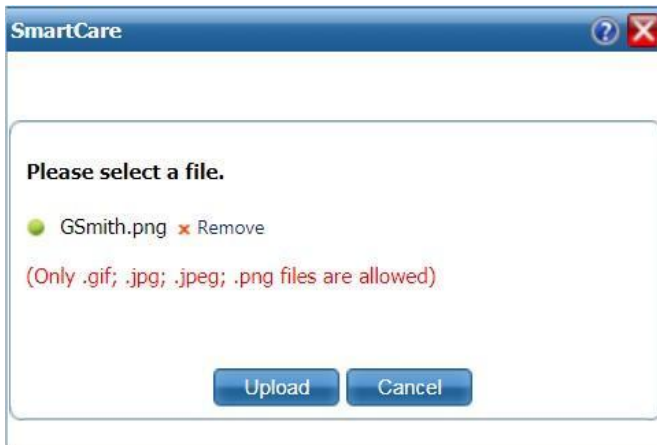 SmartCare
?
Please select a file.
GSmith.png x Remove
(Only .gif; .jpg; .jpeg; .png files are allowed)
Upload Cancel